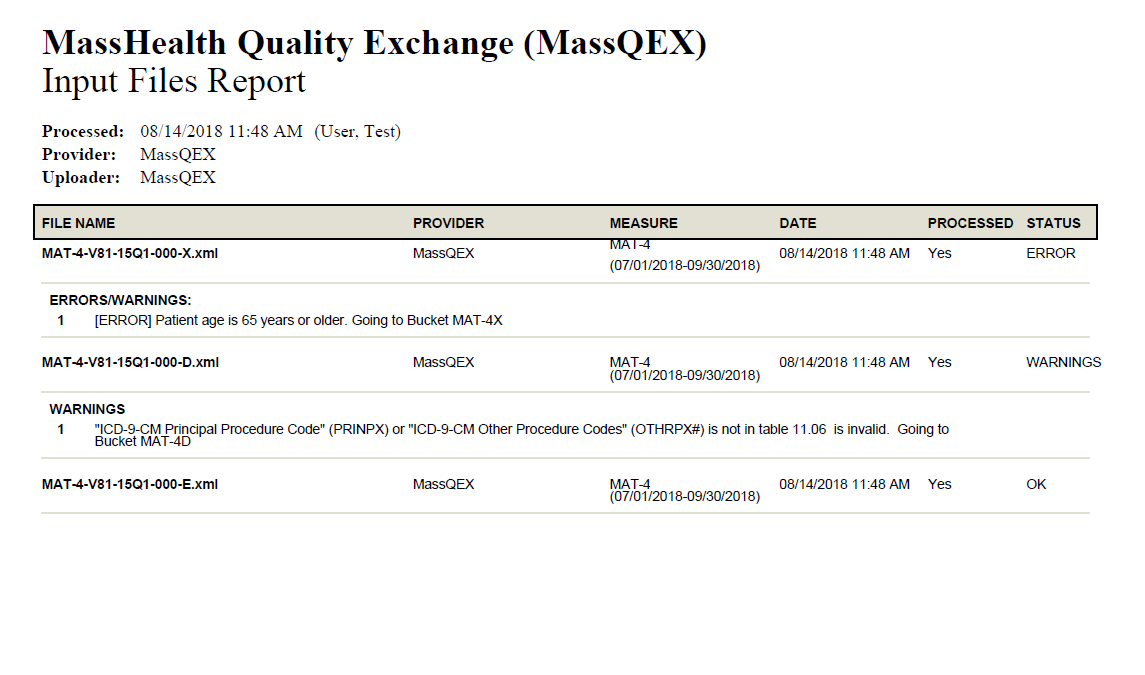 MassHealth Quality Exchange (MassQEX)
Input Files Report
Processed: 08/14/2018 11:48 AM (User, Test)
Provider: MassQEX
Uploader: MassQEX
FILE NAME PROVIDER MEASURE DATE PROCESSED STATUS
MAT-4-V81-15Q1-000-X.xml MassQEX MAT-4 08/14/2018 11:48 AM Yes ERROR
(07/01/2018-09/30/2018)
ERRORS/WARNINGS:
1 [ERROR] Patient age is 65 years or older. Going to Bucket MAT-4X
MAT-4-V81-15Q1-000-D.xml MassQEX MAT-4 08/14/2018 11:48 AM Yes WARNINGS
(07/01/2018-09/30/2018)
WARNINGS
1 "ICD-9-CM Principal Procedure Code" (PRINPX) or "ICD-9-CM Other Procedure Codes" (OTHRPX#) is not in table 11.06  is invalid.  Going to
Bucket MAT-4D
MAT-4-V81-15Q1-000-E.xml MassQEX MAT-4 08/14/2018 11:48 AM Yes OK
(07/01/2018-09/30/2018)